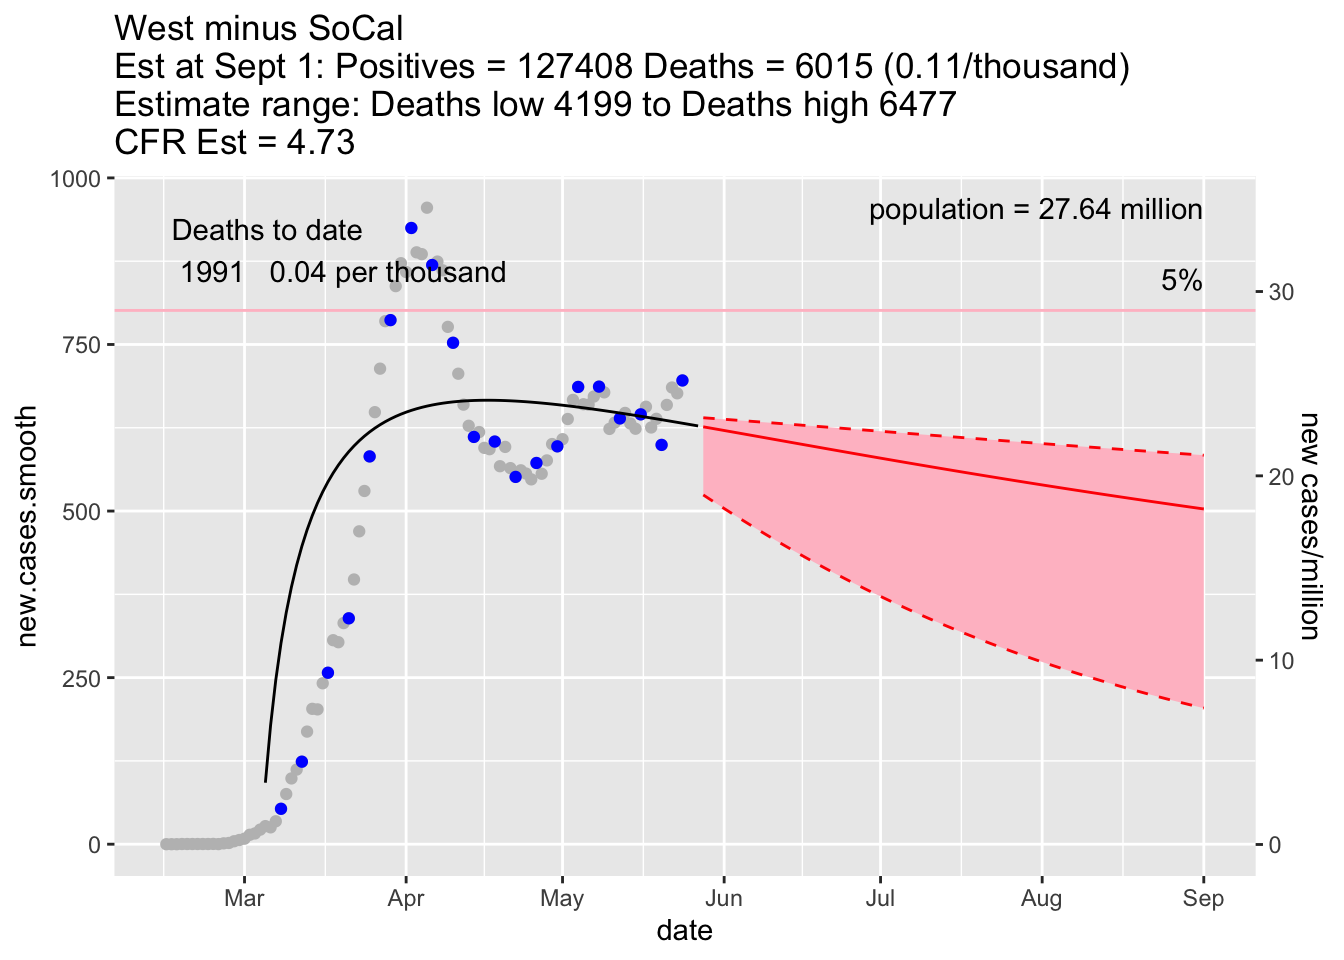 West minus SoCal
Est at Sept 1: Positives = 127408 Deaths = 6015 (0.11/thousand)
Estimate range: Deaths low 4199 to Deaths high 6477
CFR Est = 4.73
Deaths to date
1991 0.04 per thousand
population = 27.64 million
5%
1000
750
500
250
0
new.cases.smooth
30
20
10
0
new cases/million
Mar Apr May Jun Jul Aug Sep
date